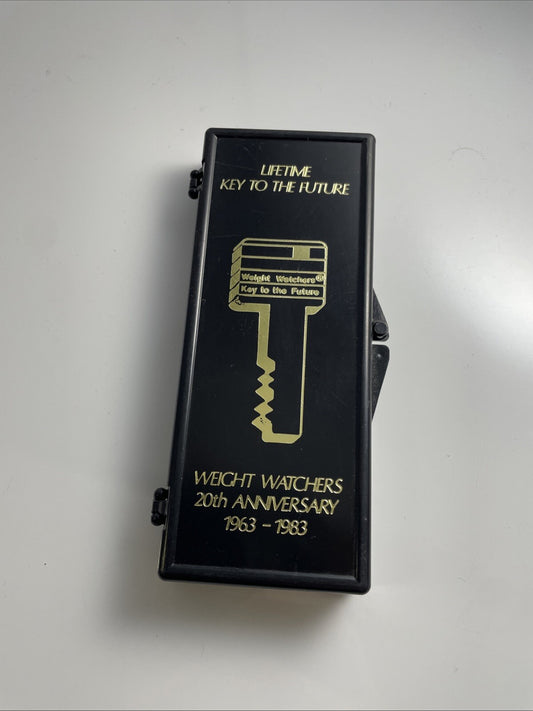 LIFETIME
KEY TO THE FUTURE
Weight Watchers®
Key to the Future
WEIGHT WATCHERS
20th ANNIVERSARY
1963 - 1983